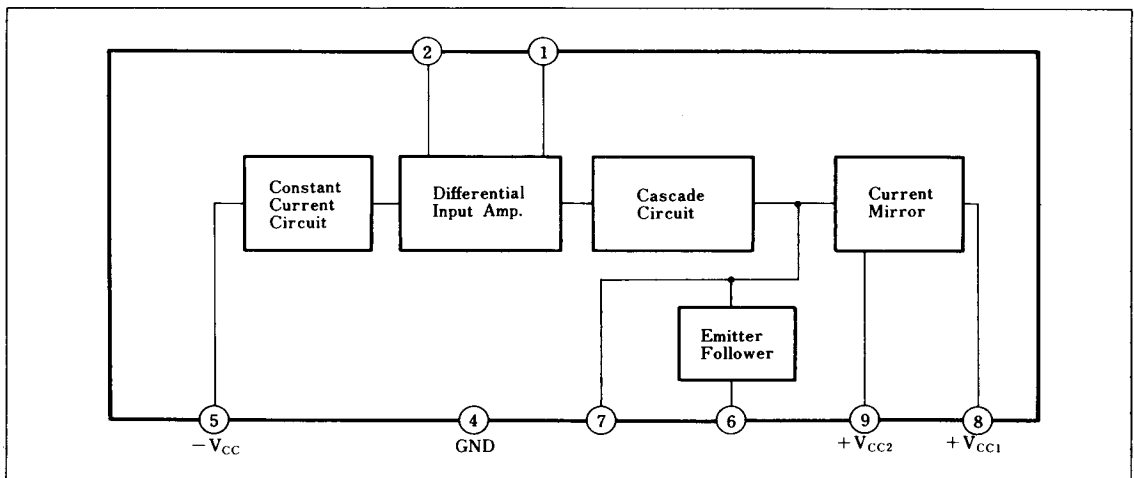 2 1
Constant
Current
Circuit
Differential
Input Amp.
Cascade
Circuit
Current
Mirror
Emitter
Follower
5 4 7 6 9 8
−VCC GND +VCC2 +VCC1